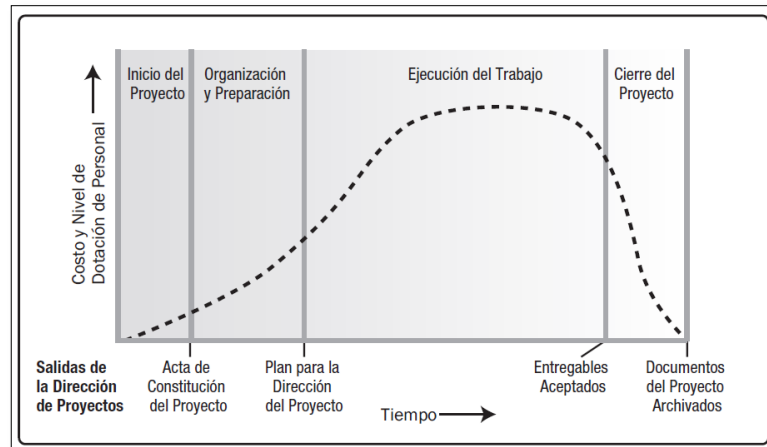 Inicio del
Proyecto
Organización
y Preparación
Ejecución del Trabajo
Cierre del
Proyecto
Costo y Nivel de
Dotación de Personal
Salidas de
la Dirección
de Proyectos
Acta de
Constitución
del Proyecto
Plan para la
Dirección
del Proyecto
Tiempo
Entregables
Aceptados
Documentos
del Proyecto
Archivados